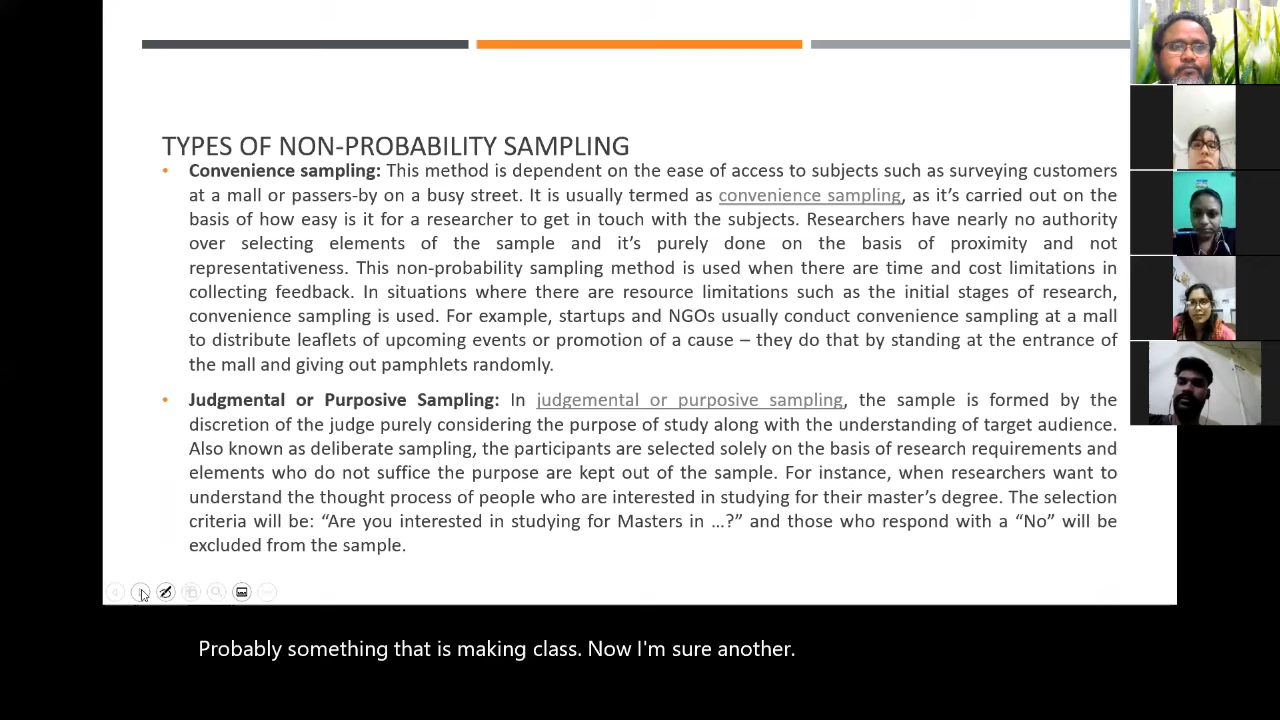 TYPES OF NON-PROBABILITY SAMPLING
• Convenience sampling: This method is dependent on the ease of access to subjects such as surveying customers
at a mall or passers-by on a busy street. It is usually termed as convenience sampling, as it’s carried out on the
basis of how easy is it for a researcher to get in touch with the subjects. Researchers have nearly no authority
over selecting elements of the sample and it’s purely done on the basis of proximity and not
representativeness. This non-probability sampling method is used when there are time and cost limitations in
collecting feedback. In situations where there are resource limitations such as the initial stages of research,
convenience sampling is used. For example, startups and NGOs usually conduct convenience sampling at a mall
to distribute leaflets of upcoming events or promotion of a cause – they do that by standing at the entrance of
the mall and giving out pamphlets randomly.
• Judgmental or Purposive Sampling: In judgemental or purposive sampling, the sample is formed by the
discretion of the judge purely considering the purpose of study along with the understanding of target audience.
Also known as deliberate sampling, the participants are selected solely on the basis of research requirements and
elements who do not suffice the purpose are kept out of the sample. For instance, when researchers want to
understand the thought process of people who are interested in studying for their master’s degree. The selection
criteria will be: “Are you interested in studying for Masters in …?” and those who respond with a “No” will be
excluded from the sample.
Probably something that is making class. Now I'm sure another.